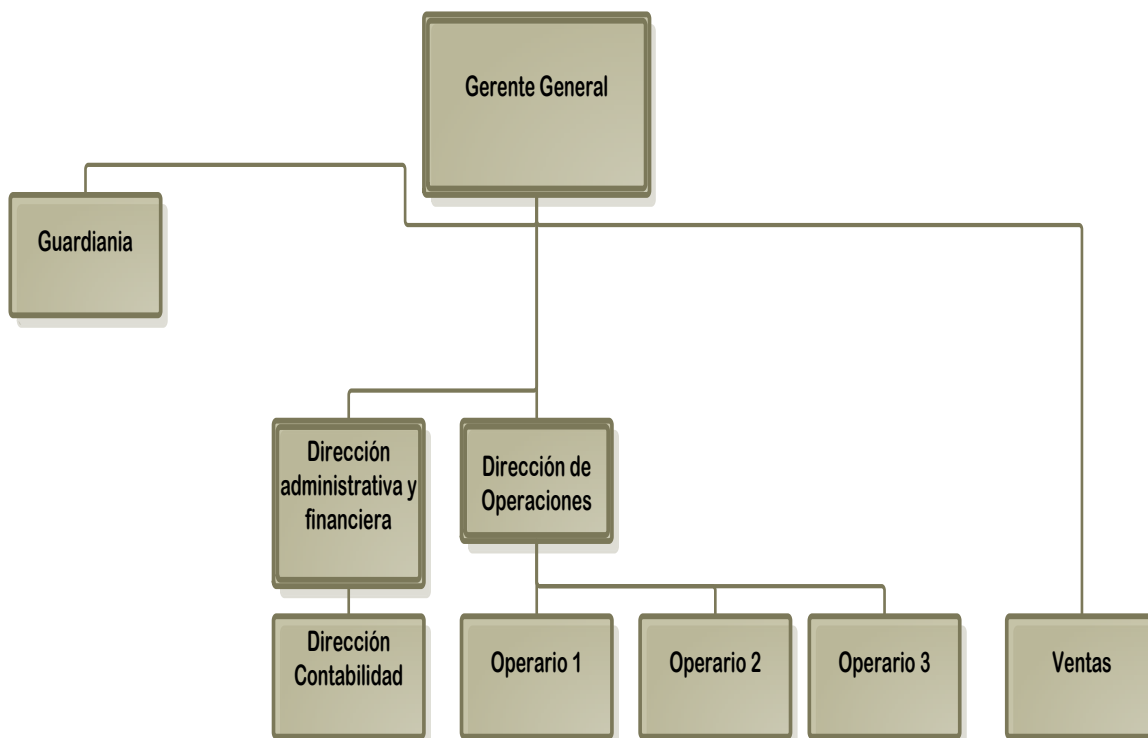 Gerente General
Guardiania
Dirección
administrativa y
financiera
Dirección de
Operaciones
Dirección
Contabilidad
Operario 1
Operario 2
Operario 3
Ventas